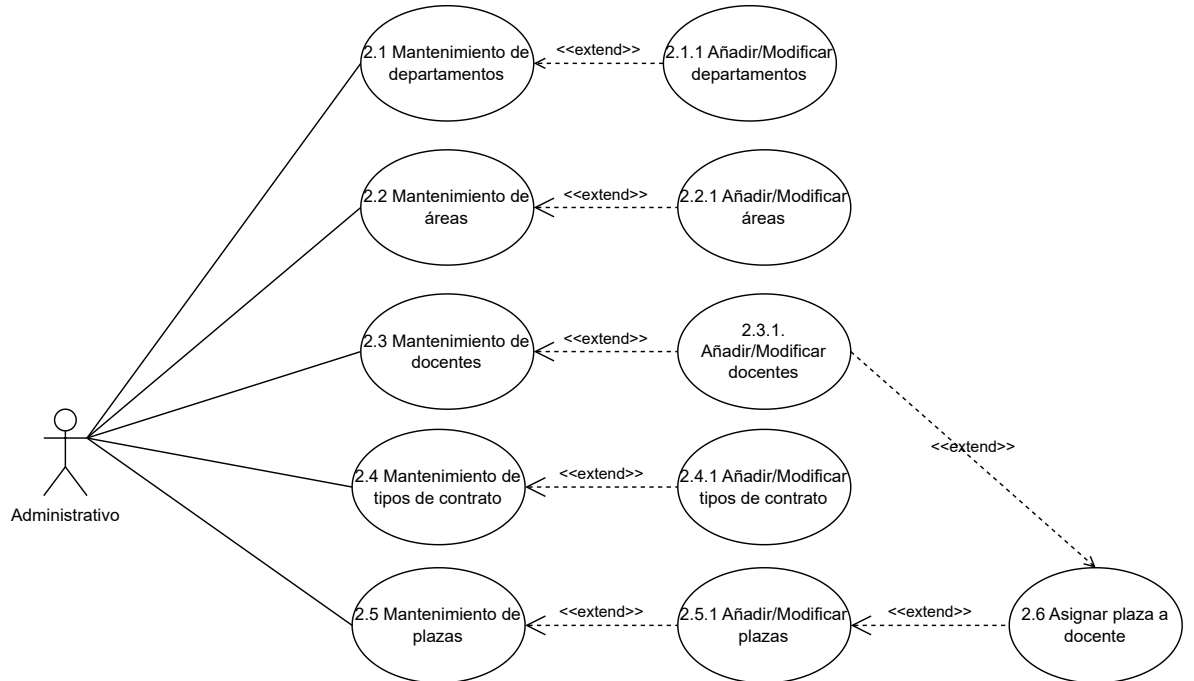 2.1 Mantenimiento de
departamentos
<<extend>>
2.1.1 Añadir/Modificar
departamentos
2.2 Mantenimiento de
áreas
<<extend>>
2.2.1 Añadir/Modificar
áreas
2.3 Mantenimiento de
docentes
<<extend>>
2.3.1.
Añadir/Modificar
docentes
<<extend>>
Administrativo
2.4 Mantenimiento de
tipos de contrato
<<extend>>
2.4.1 Añadir/Modificar
tipos de contrato
2.5 Mantenimiento de
plazas
<<extend>>
2.5.1 Añadir/Modificar
plazas
<<extend>>
2.6 Asignar plaza a
docente